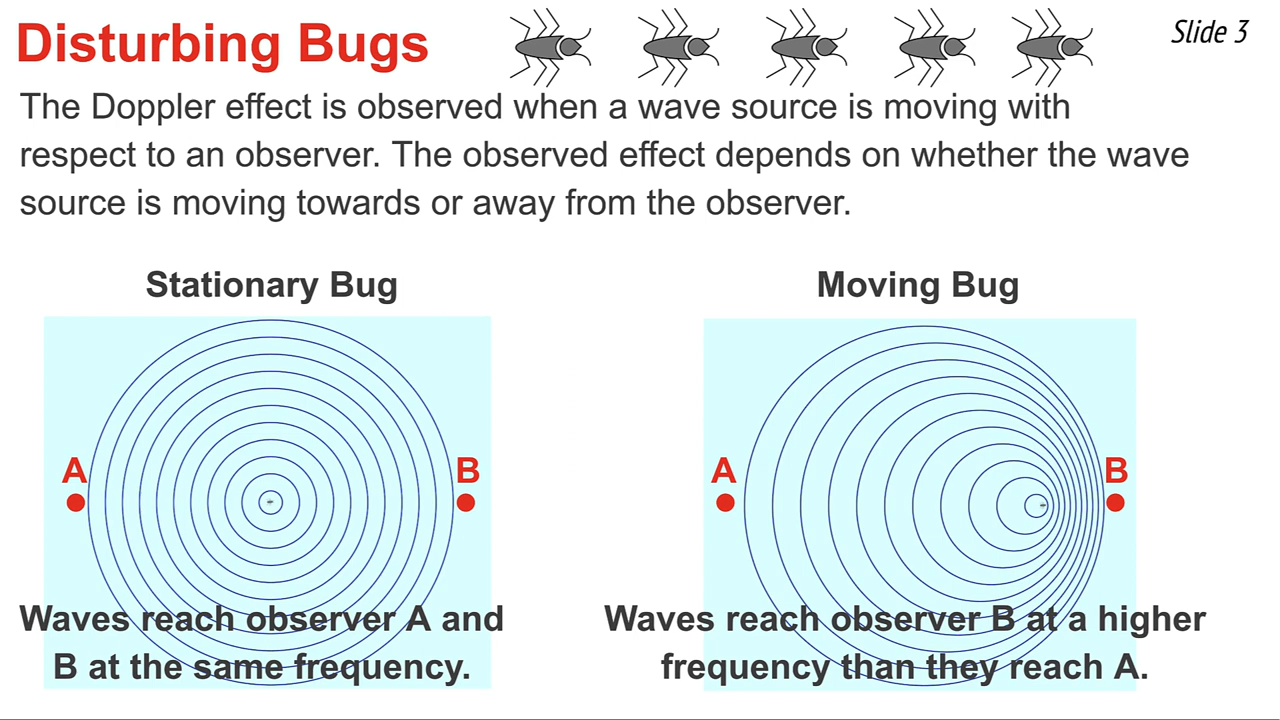 Disturbing Bugs
Slide 3
The Doppler effect is observed when a wave source is moving with
respect to an observer. The observed effect depends on whether the wave
source is moving towards or away from the observer.
Stationary Bug
A
B
Waves reach observer A and
B at the same frequency.
Moving Bug
A
B
Waves reach observer B at a higher
frequency than they reach A.